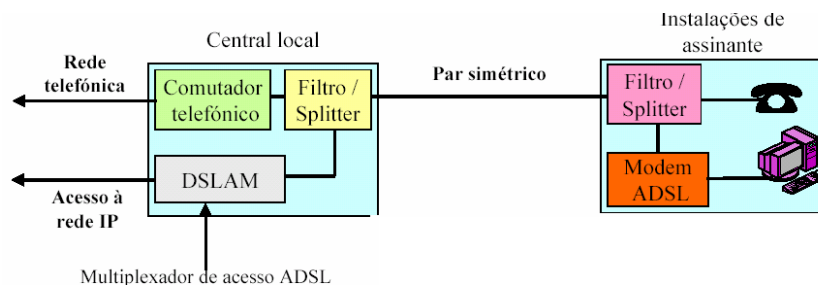 Central local
Instalações de
assinante
Rede
telefónica
Comutador
telefónico
Filtro /
Splitter
Par simétrico
Filtro /
Splitter
DSLAM
Modem
ADSL
Acesso à
rede IP
Multiplexador de acesso ADSL